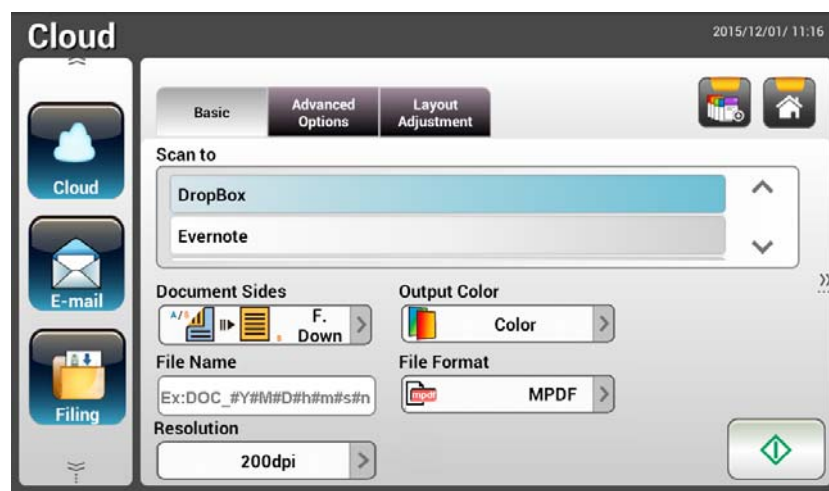 Cloud
2015/12/01/ 11:16
Cloud
E-mail
Filing
Basic
Advanced
Options
Layout
Adjustment
Scan to
DropBox
Evernote
Document Sides
A/B
F.
Down
Output Color
Color
File Name
Ex:DOC_#Y#M#D#h#m#s#n
File Format
mpdf
MPDF
Resolution
200dpi